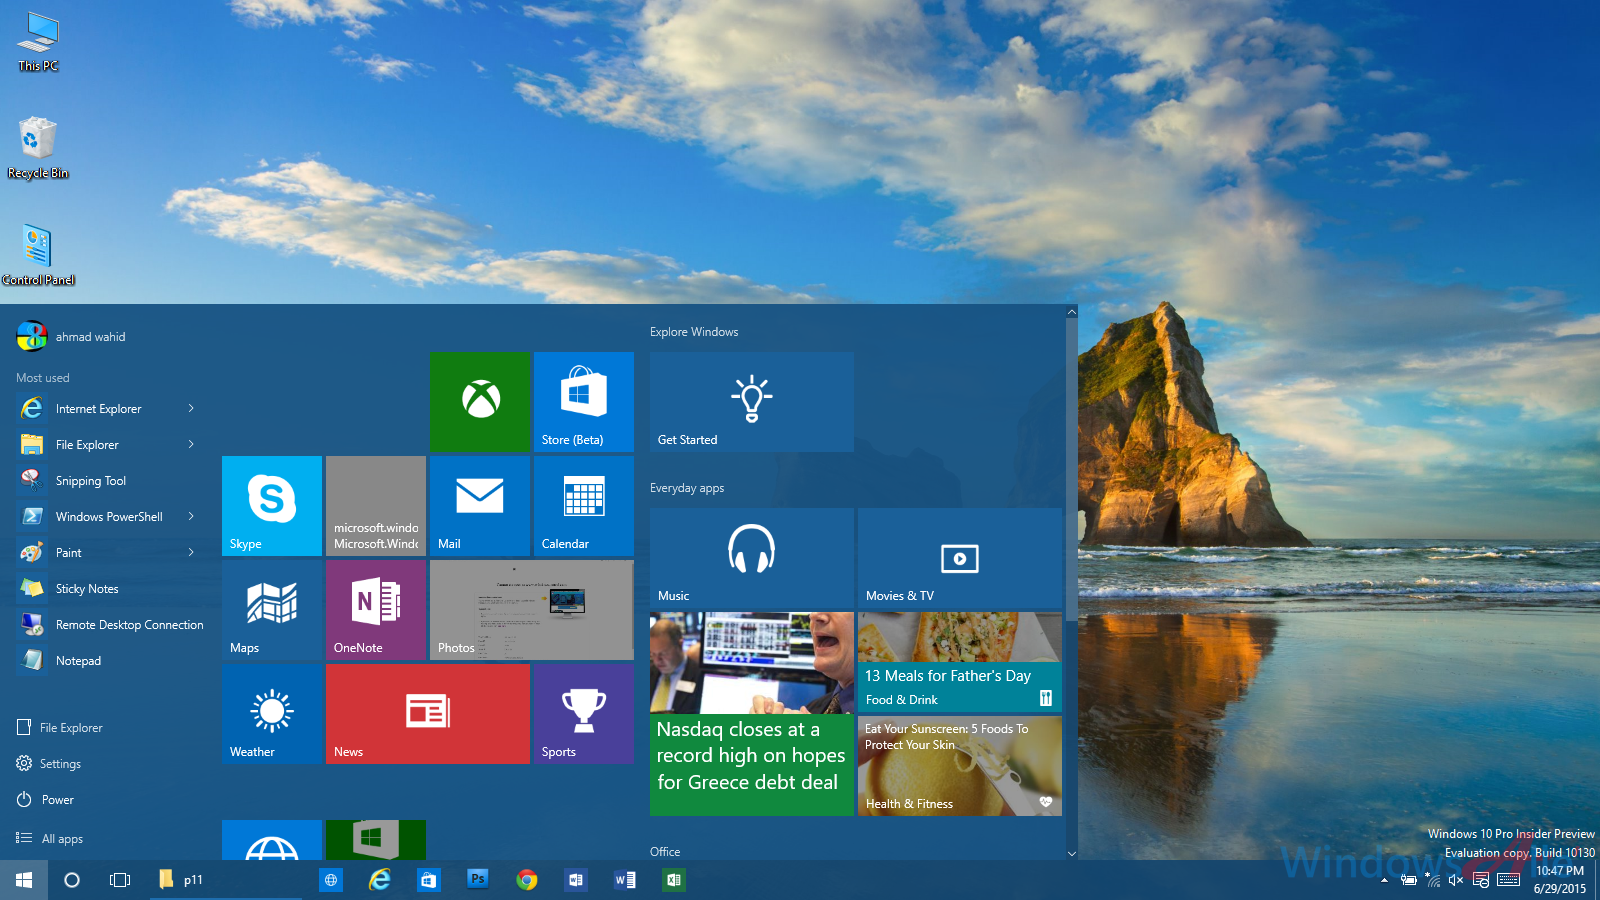 This PC
Recycle Bin
Control Panel
ahmad wahid
Most used
Internet Explorer
File Explorer
Snipping Tool
Windows PowerShell
Paint
Sticky Notes
Remote Desktop Connection
Notepad
File Explorer
Settings
Power
All apps
Store (Beta)
Skype
microsoft.windo
Microsoft.Windo
Mail
Calendar
Maps
N
OneNote
Photos
Weather
News
Sports
Explore Windows
Get Started
Everyday apps
Music
Movies & TV
Nasdaq closes at a
record high on hopes
for Greece debt deal
13 Meals for Father's Day
Food & Drink
Eat Your Sunscreen: 5 Foods To
Protect Your Skin
Health & Fitness
Office
Windows 10 Pro Insider Preview
Evaluation copy. Build 10130
p11
Ps
10:47 PM
6/29/2015